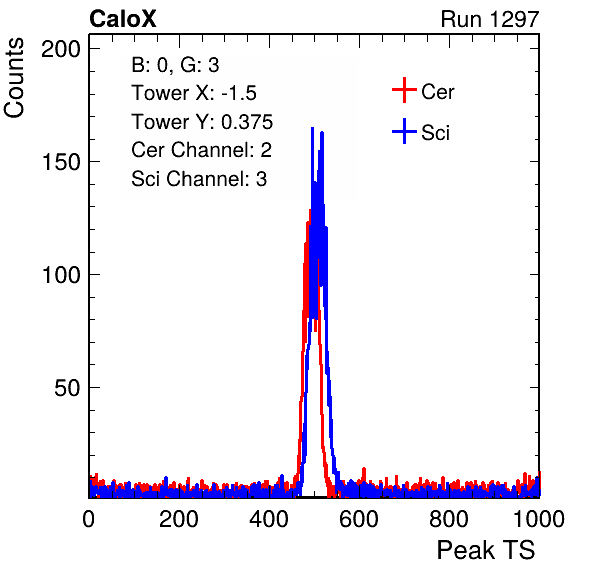 CaloX Run 1297
Counts
B: 0, G: 3
Tower X: -1.5
Tower Y: 0.375
Cer Channel: 2
Sci Channel: 3
Cer
Sci
200
150
100
50
0 200 400 600 800 1000
Peak TS